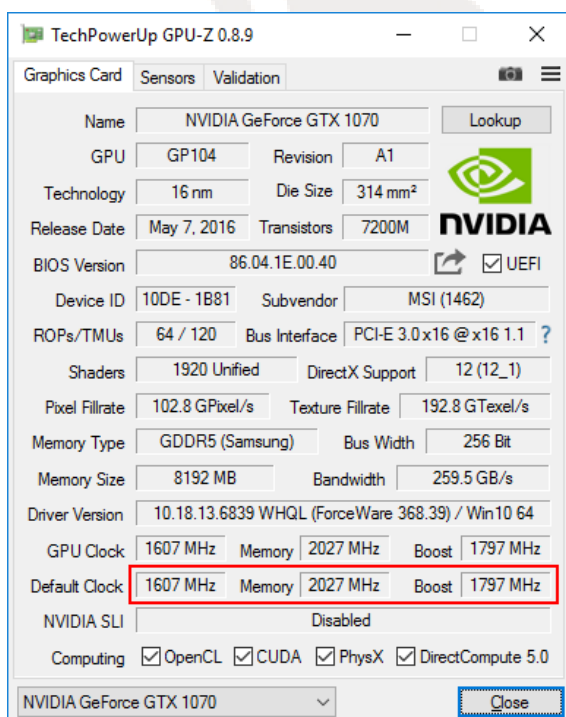 TechPowerUp GPU-Z 0.8.9
Graphics Card Sensors Validation
Name NVIDIA GeForce GTX 1070 Lookup
GPU GP104 Revision A1
Technology 16 nm Die Size 314 mm²
NVIDIA
Release Date May 7, 2016 Transistors 7200M
BIOS Version 86.04.1E.00.40 UEFI
Device ID 10DE - 1B81 Subvendor MSI (1462)
ROPs/TMUs 64 / 120 Bus Interface PCI-E 3.0 x16 @ x16 1.1 ?
Shaders 1920 Unified DirectX Support 12 (12_1)
Pixel Fillrate 102.8 GPixel/s Texture Fillrate 192.8 GTexel/s
Memory Type GDDR5 (Samsung) Bus Width 256 Bit
Memory Size 8192 MB Bandwidth 259.5 GB/s
Driver Version 10.18.13.6839 WHQL (ForceWare 368.39) / Win10 64
GPU Clock 1607 MHz Memory 2027 MHz Boost 1797 MHz
Default Clock 1607 MHz Memory 2027 MHz Boost 1797 MHz
NVIDIA SLI Disabled
Computing OpenCL CUDA PhysX DirectCompute 5.0
NVIDIA GeForce GTX 1070 Close